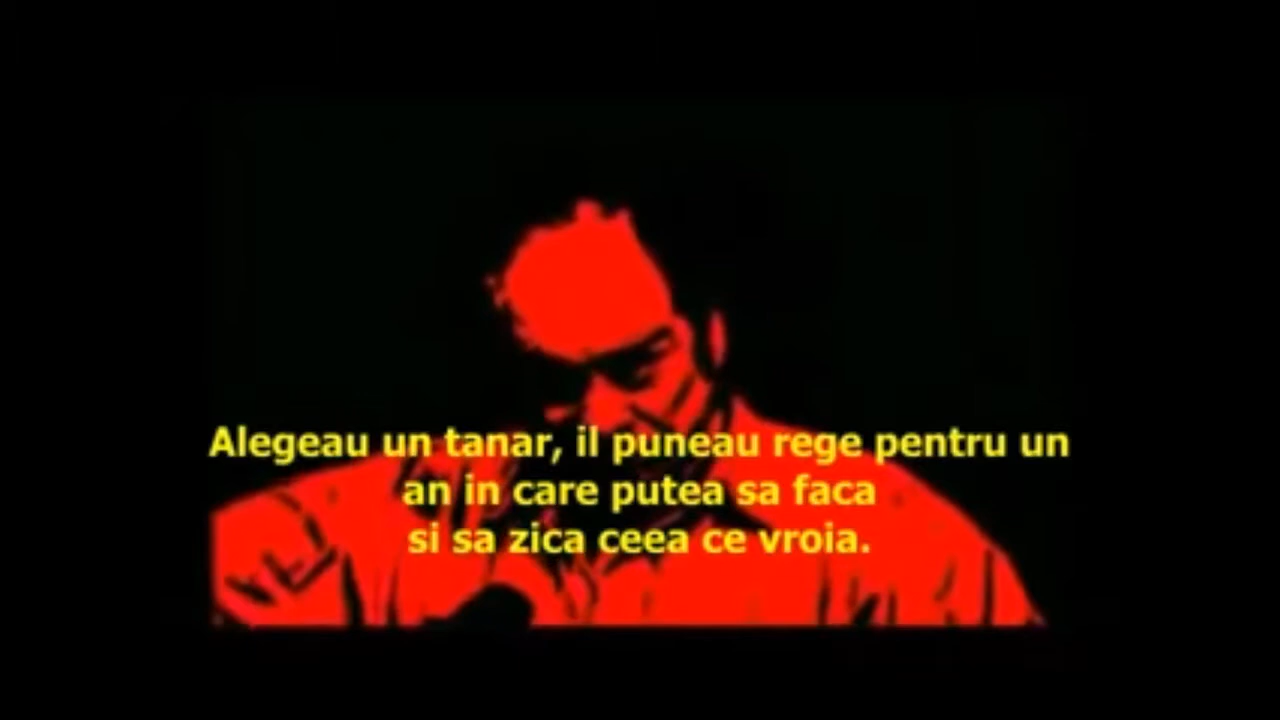 Alegeau un tanar, il puneau rege pentru un
an in care putea sa faca
si sa zica ceea ce vroia.